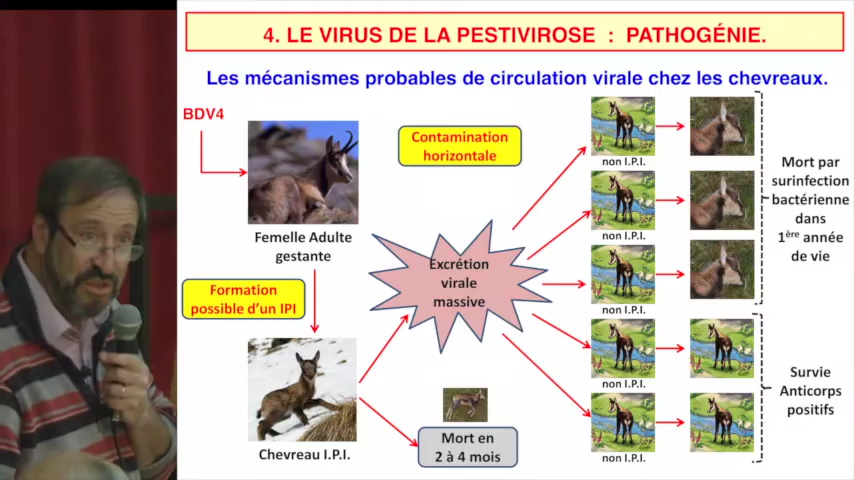 4. LE VIRUS DE LA PESTIVIROSE : PATHOGÉNIE.
Les mécanismes probables de circulation virale chez les chevreaux.
BDV4
Femelle Adulte
gestante
Formation
possible d'un IPI
Chevreau I.P.I.
Contamination
horizontale
Excrétion
virale
massive
Mort en
2 à 4 mois
non I.P.I.
non I.P.I.
non I.P.I.
non I.P.I.
non I.P.I.
Mort par
surinfection
bactérienne
dans
1ère année
de vie
Survie
Anticorps
positifs